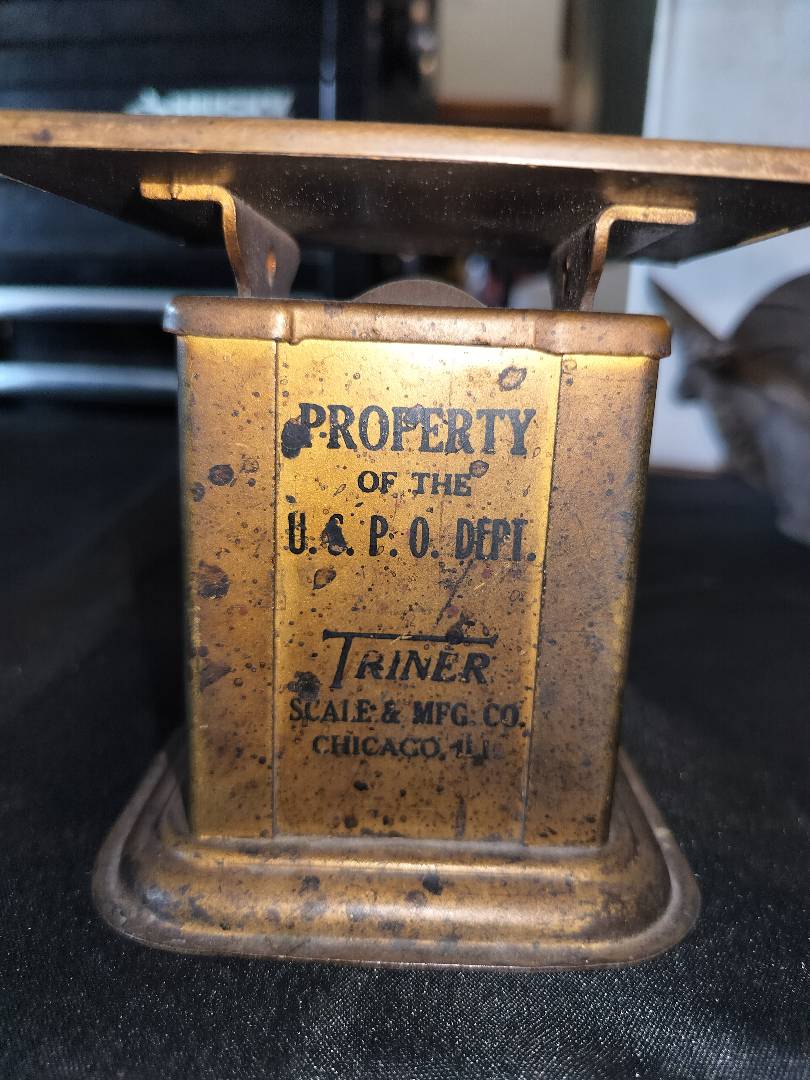 PROPERTY
OF THE
U. S. P. O. DEPT.
TRINER
SCALE & MFG. CO.
CHICAGO, ILL.